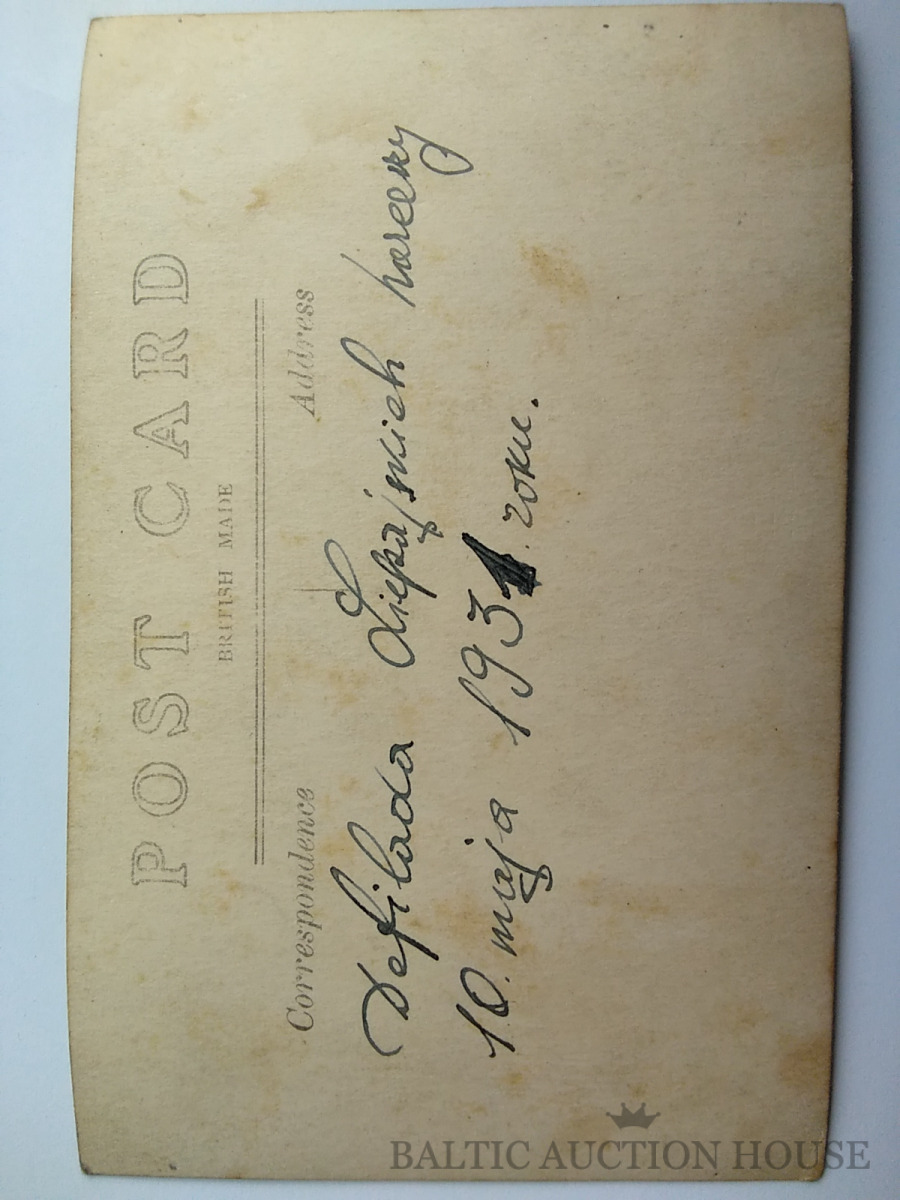 POST CARD
BRITISH MADE
Correspondence
Address
Defilada Liepajskich harcerzy
10. maja 1931. roku.
BALTIC AUCTION HOUSE